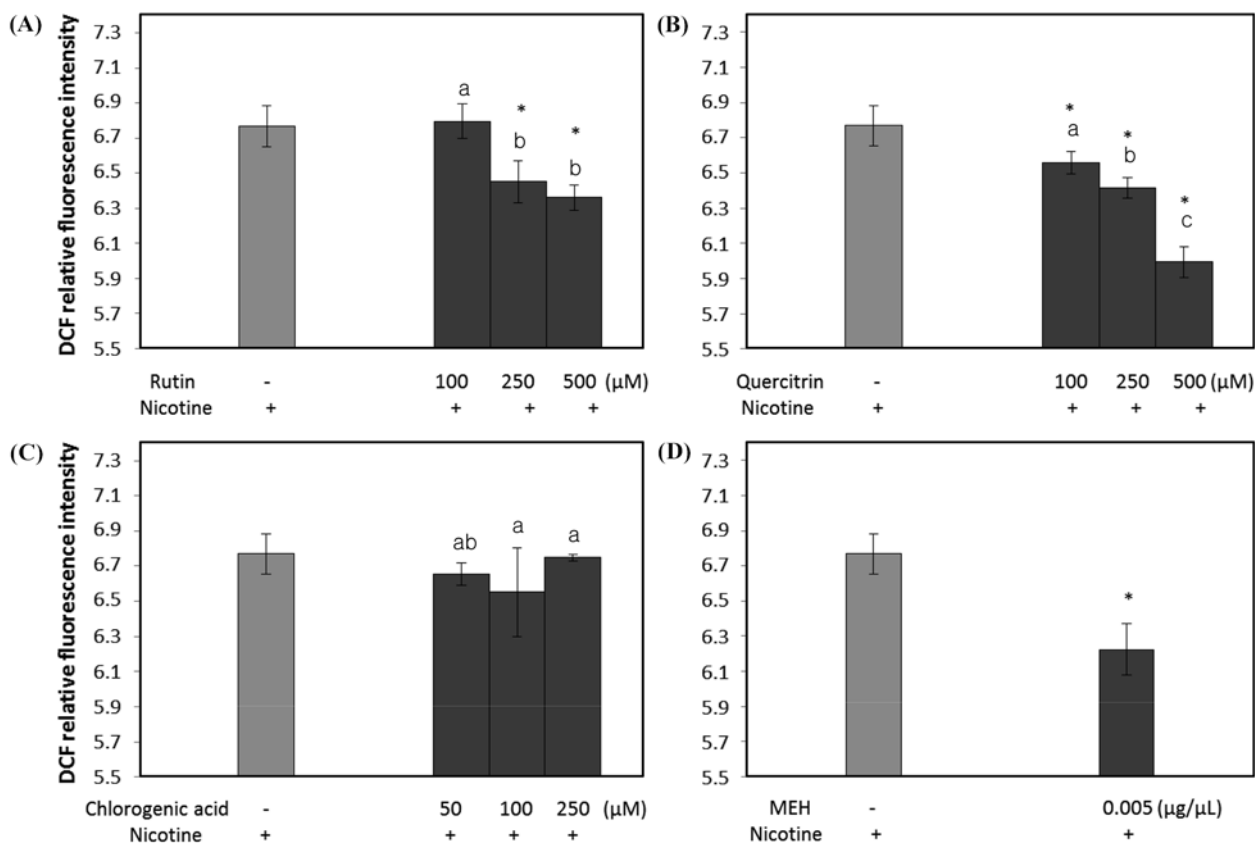 (A)
DCF relative fluorescence intensity
7.3
7.1
6.9
6.7
6.5
6.3
6.1
5.9
5.7
5.5
a
*
b
*
b
Rutin - 100 250 500 (μM)
Nicotine + + + +
(B)
7.3
7.1
6.9
6.7
6.5
6.3
6.1
5.9
5.7
5.5
*
a
*
b
*
c
Quercitrin - 100 250 500 (μM)
Nicotine + + + +
(C)
DCF relative fluorescence intensity
7.3
7.1
6.9
6.7
6.5
6.3
6.1
5.9
5.7
5.5
ab
a
a
Chlorogenic acid - 50 100 250 (μM)
Nicotine + + + +
(D)
7.3
7.1
6.9
6.7
6.5
6.3
6.1
5.9
5.7
5.5
*
MEH - 0.005 (μg/μL)
Nicotine + +